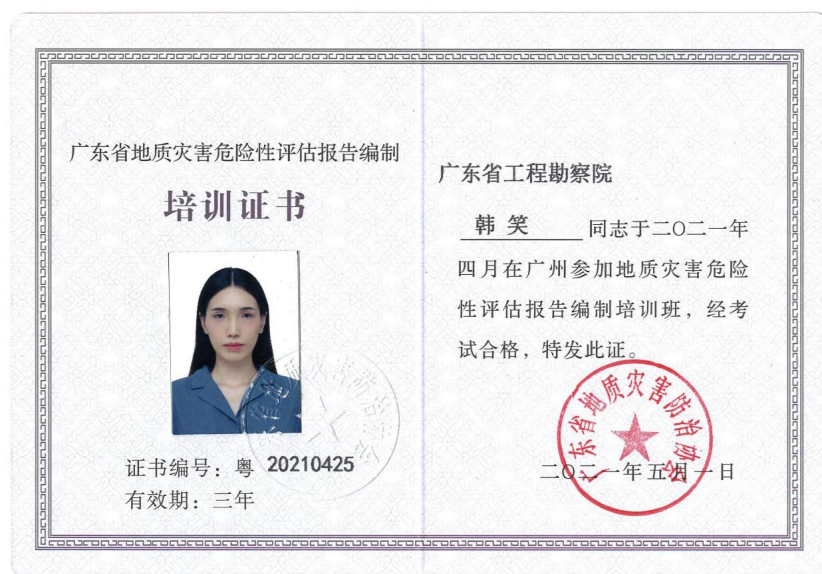 广东省地质灾害危险性评估报告编制
培训证书
证书编号：粤 20210425
有效期：三年
广东省工程勘察院
韩笑 同志于二〇二一年
四月在广州参加地质灾害危险
性评估报告编制培训班，经考
试合格，特发此证。
广东省地质灾害防治协会
二〇二一年五月一日